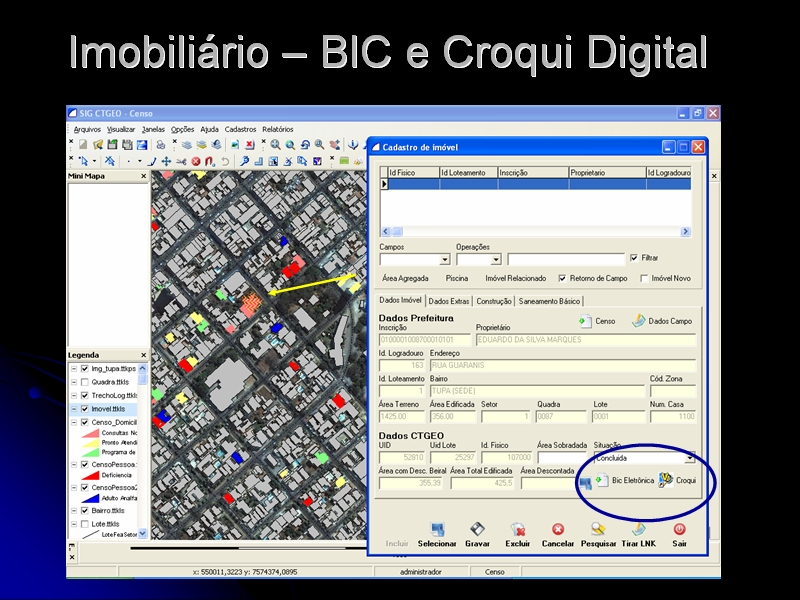 Imobiliário – BIC e Croqui Digital
SIG CTGEO - Censo
Arquivos Visualizar Janelas Opções Ajuda Cadastros Relatórios
Mini Mapa
Legenda
Img_tupa.ttkps
Quadra.ttkls
TrechoLog.ttkls
Imovel.ttkls
Censo_Domicil
Consultas No
Pronto Atendi
Programa de
CensoPessoa:
Deficiencia
CensoPessoa2
Adulto Analfa
Bairro.ttkls
Lote.ttkls
LoteFeaSetor
Cadastro de imóvel
Id Fisico Id Loteamento Inscrição Proprietario Id Logradouro
Campos Operações
Filtrar
Área Agregada Piscina Imóvel Relacionado Retorno de Campo Imóvel Novo
Dados Imóvel Dados Extras Construção Saneamento Básico
Dados Prefeitura
Censo Dados Campo
Inscrição Proprietário
0100001008700010101 EDUARDO DA SILVA MARQUES
Id. Logradouro Endereço
163 RUA GUARANIS
Id. Loteamento Bairro Cód. Zona
1 TUPA (SEDE)
Área Terreno Área Edificada Setor Quadra Lote Num. Casa
1425.00 356.00 1 0087 0001 1100
Dados CTGEO
UID Uid Lote Id. Fisico Área Sobradada Situação
52810 25297 107000 Concluida
Área com Desc. Beiral Área Total Edificada Área Descontada
355,39 425,5
Bic Eletrônica Croqui
Incluir Selecionar Gravar Excluir Cancelar Pesquisar Tirar LNK Sair
x: 550011,3223 y: 7574374,0895 administrador Censo